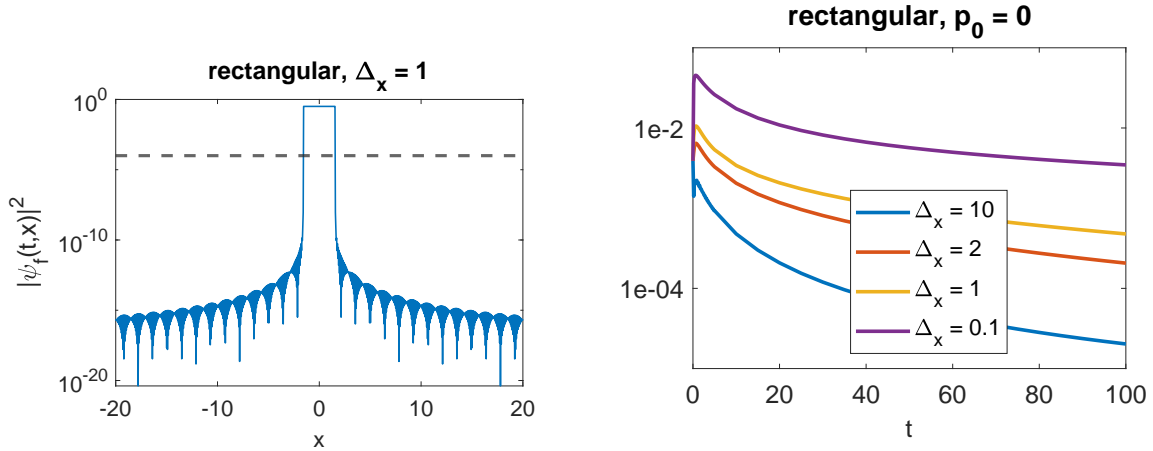 rectangular, Δx = 1
10^0
10^-10
10^-20
|ψf(t,x)|^2
-20
-10
0
10
20
x
rectangular, p0 = 0
1e-2
1e-04
Δx = 10
Δx = 2
Δx = 1
Δx = 0.1
0
20
40
60
80
100
t